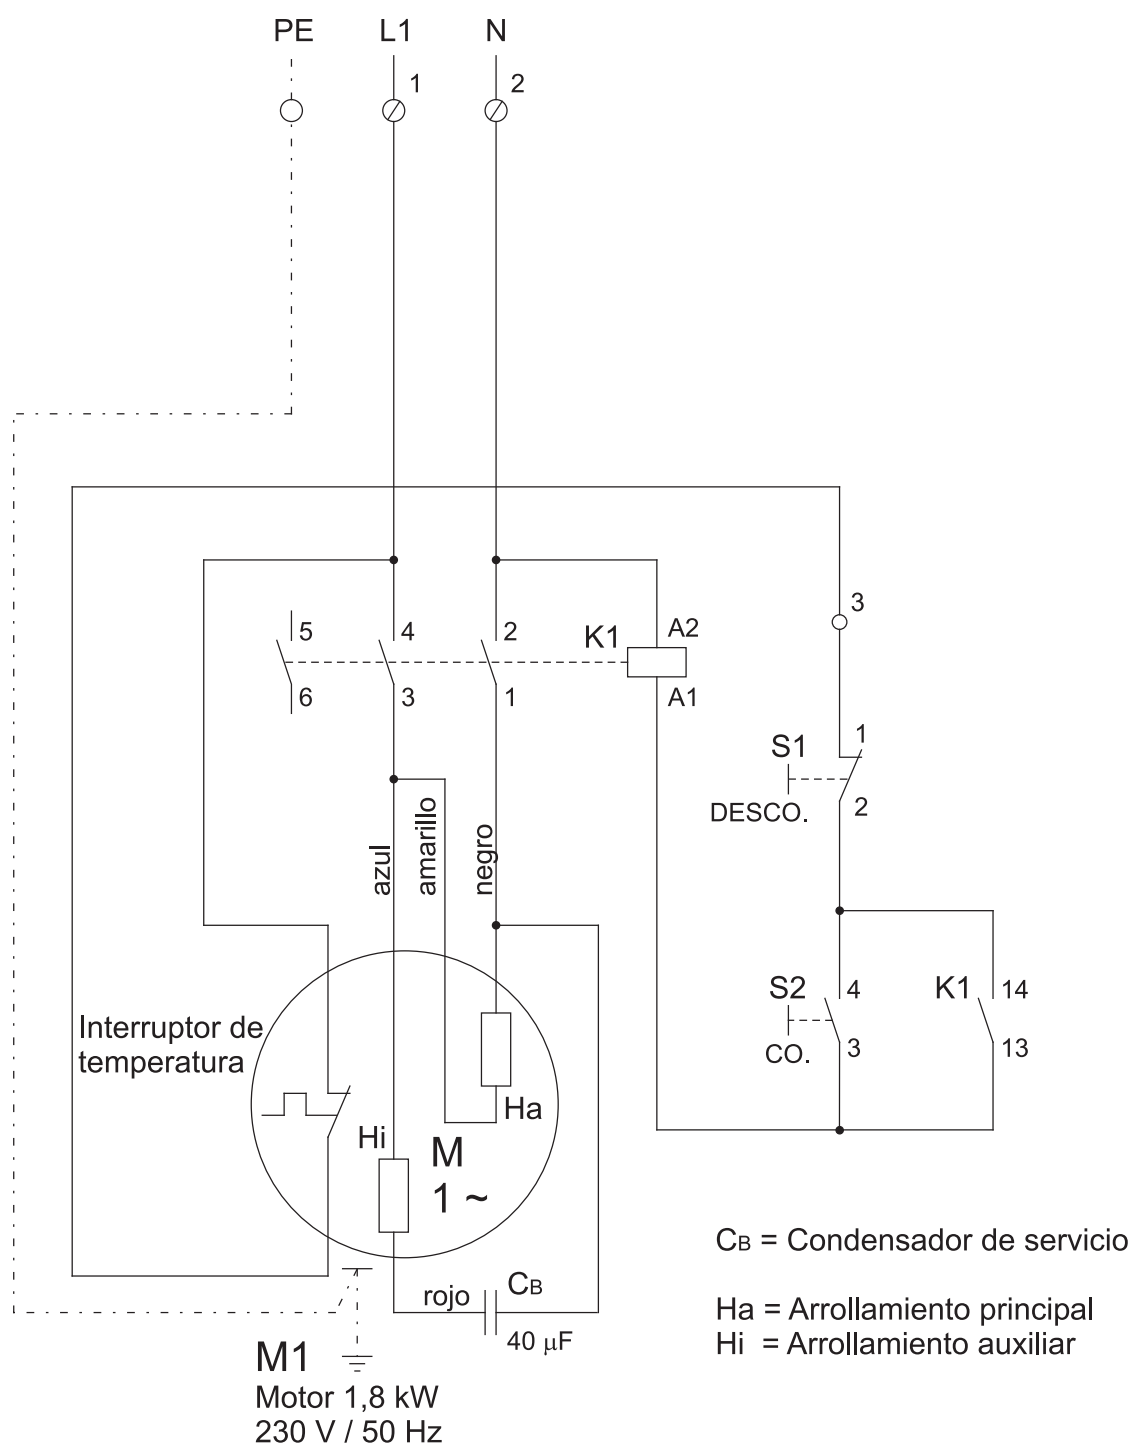 PE L1 N
1 2
3
5 4 2 K1 A2
6 3 1 A1
S1 1
DESCO. 2
azul amarillo negro
S2 4 K1 14
CO. 3 13
Interruptor de
temperatura
Ha
Hi M
1 ~
CB = Condensador de servicio
rojo CB
40 μF
Ha = Arrollamiento principal
Hi = Arrollamiento auxiliar
M1
Motor 1,8 kW
230 V / 50 Hz